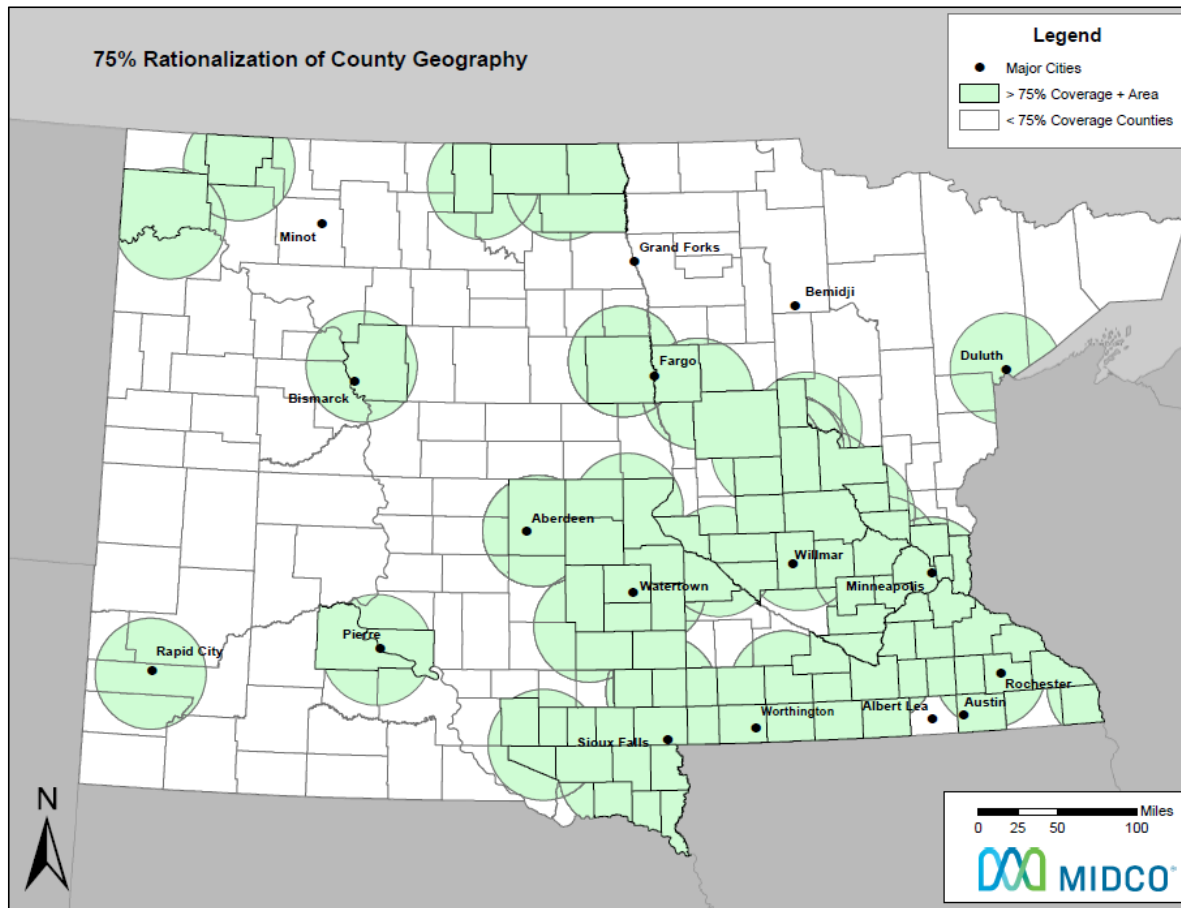 75% Rationalization of County Geography
Legend
Major Cities
> 75% Coverage + Area
< 75% Coverage Counties
Minot
Grand Forks
Bemidji
Duluth
Fargo
Bismarck
Aberdeen
Willmar
Watertown
Minneapolis
Pierre
Rapid City
Rochester
Albert Lea
Austin
Worthington
Sioux Falls
N
Miles
0 25 50 100
MIDCO®